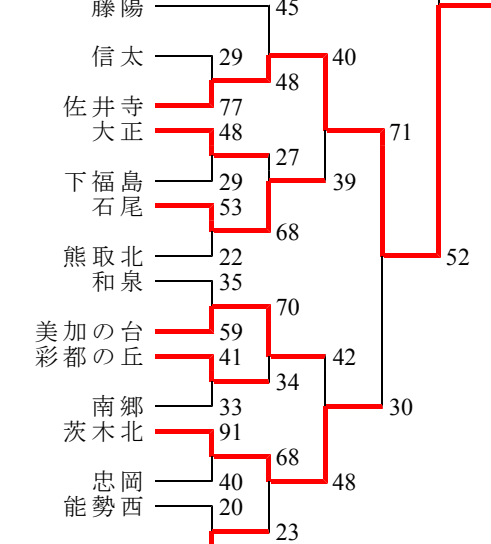 藤陽 45
信太 29 40
48
佐井寺 77
大正 48 71
27
下福島 29 39
石尾 53
68
熊取北 22 52
和泉 35
70
美加の台 59
彩都の丘 41 42
34
南郷 33 30
茨木北 91
68
忠岡 40 48
能勢西 20
23